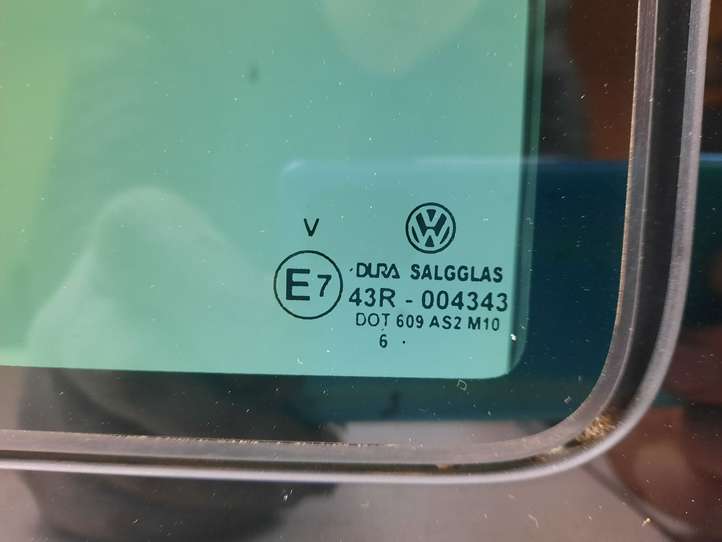 V
E7
DURA SALGGLAS
43R - 004343
DOT 609 AS2 M10
6 .